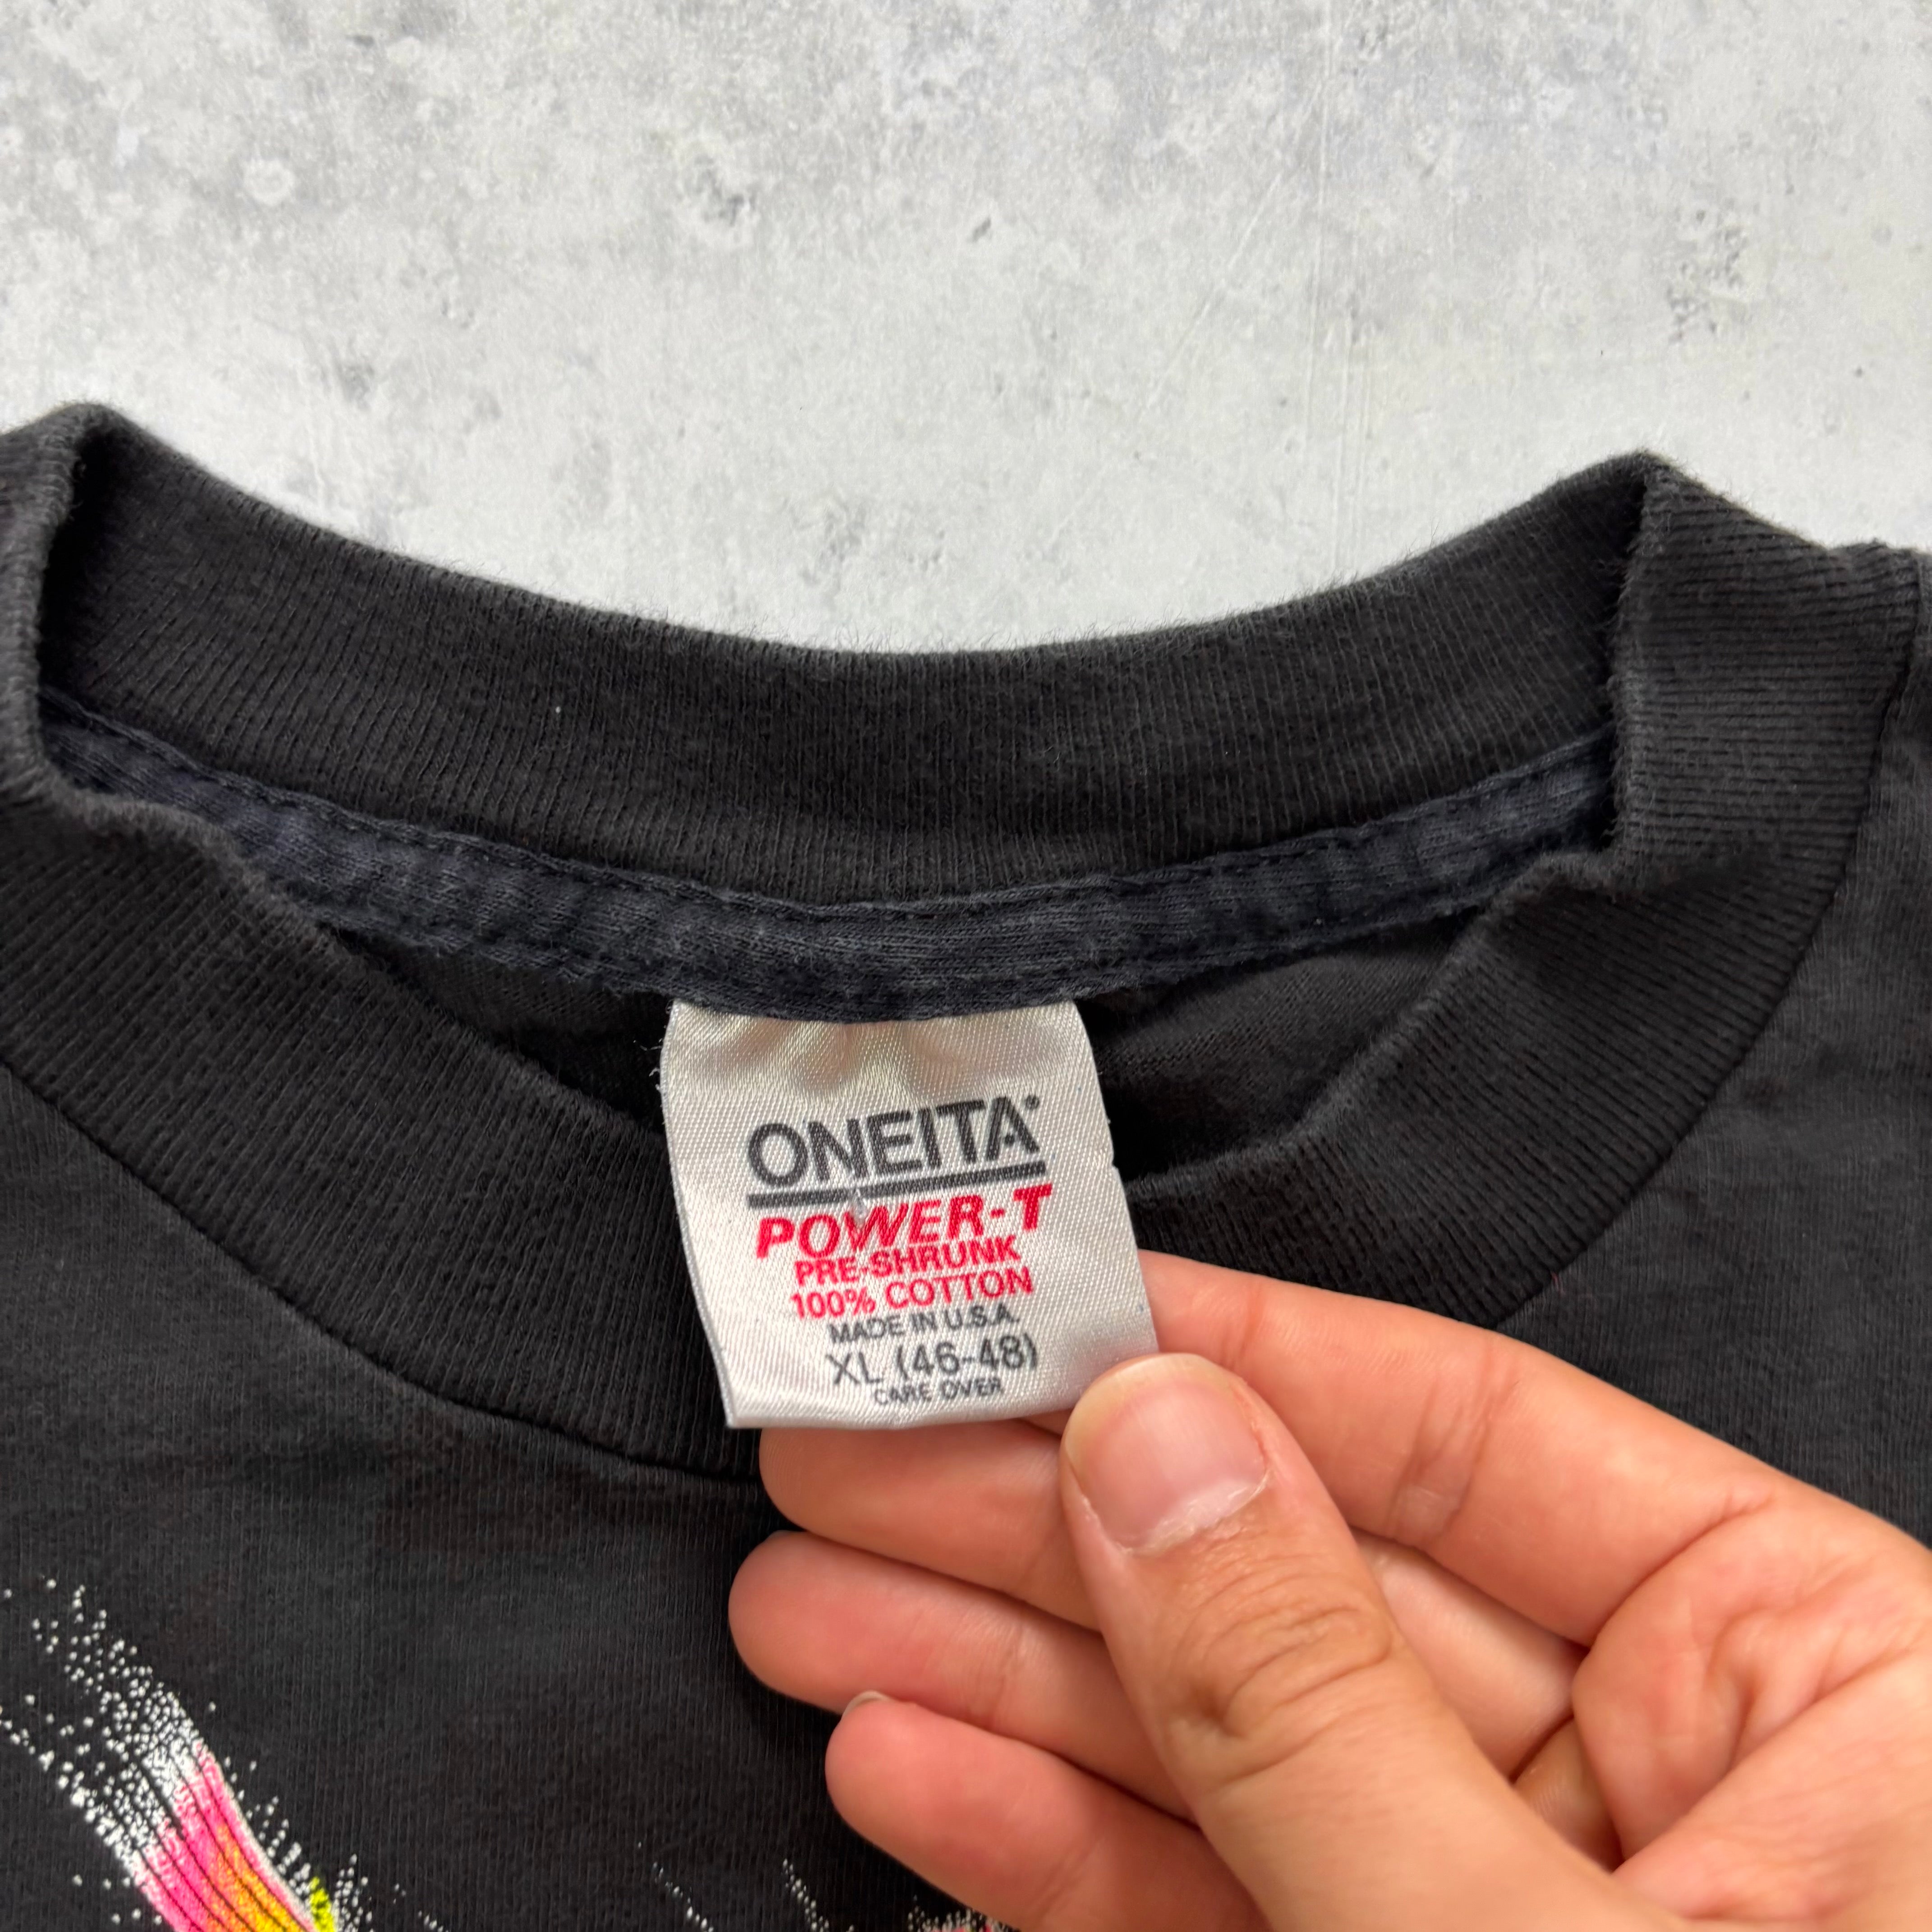 ONEITA®
POWER-T
PRE-SHRUNK
100% COTTON
MADE IN U.S.A.
XL (46-48)
CARE OVER